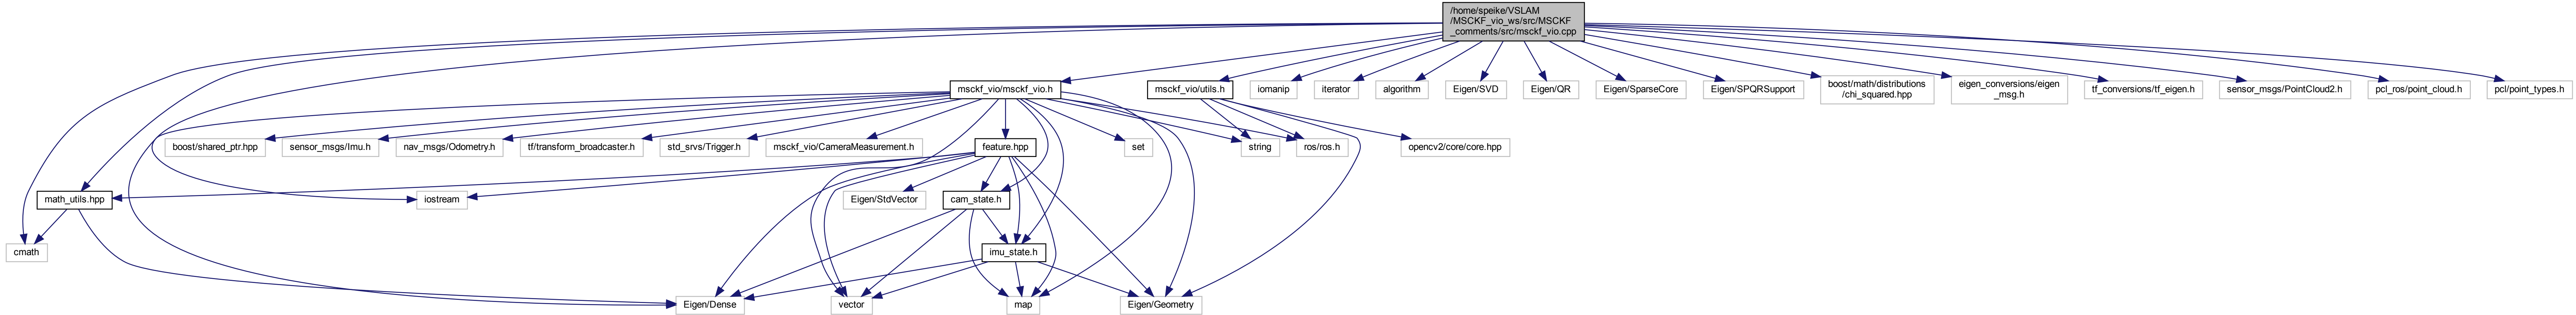 /home/speike/VSLAM
/MSCKF_vio_ws/src/MSCKF
_comments/src/msckf_vio.cpp
msckf_vio/msckf_vio.h
msckf_vio/utils.h
iomanip
iterator
algorithm
Eigen/SVD
Eigen/QR
Eigen/SparseCore
Eigen/SPQRSupport
boost/math/distributions
/chi_squared.hpp
eigen_conversions/eigen
_msg.h
tf_conversions/tf_eigen.h
sensor_msgs/PointCloud2.h
pcl_ros/point_cloud.h
pcl/point_types.h
boost/shared_ptr.hpp
sensor_msgs/Imu.h
nav_msgs/Odometry.h
tf/transform_broadcaster.h
std_srvs/Trigger.h
msckf_vio/CameraMeasurement.h
feature.hpp
set
string
ros/ros.h
opencv2/core/core.hpp
math_utils.hpp
iostream
Eigen/StdVector
cam_state.h
cmath
imu_state.h
Eigen/Dense
vector
map
Eigen/Geometry